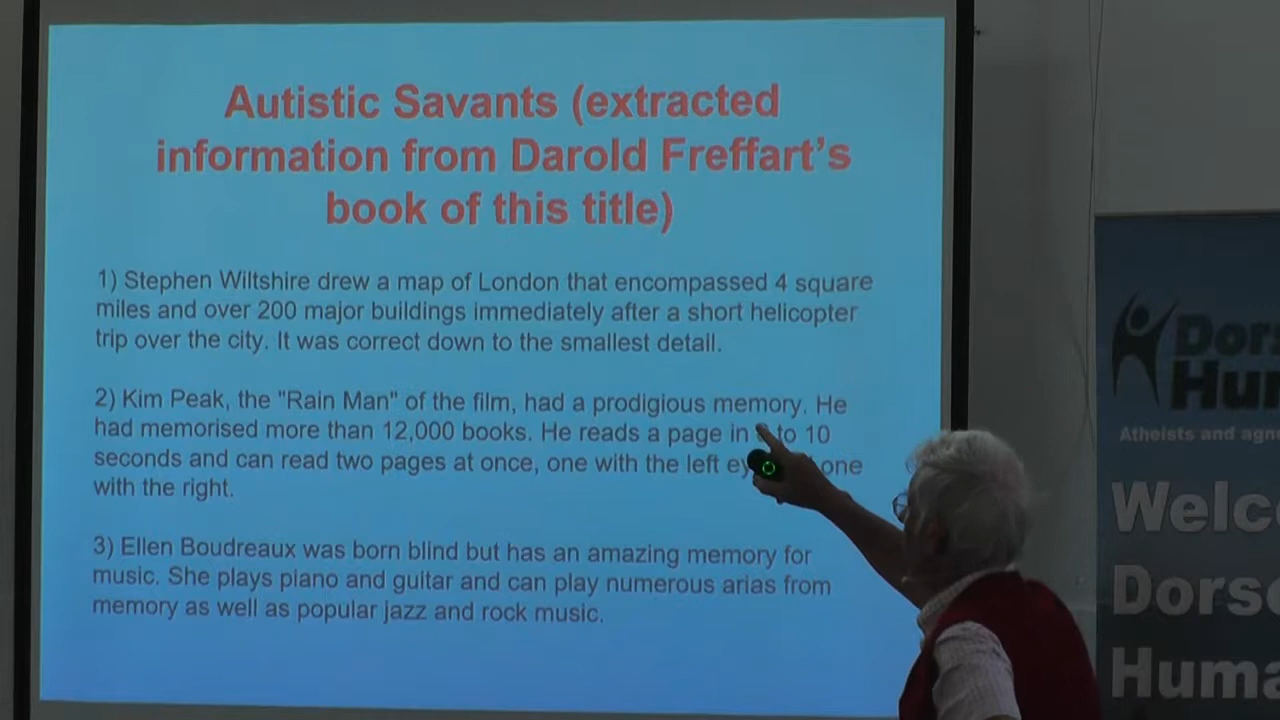 Autistic Savants (extracted
information from Darold Freffart's
book of this title)
1) Stephen Wiltshire drew a map of London that encompassed 4 square
miles and over 200 major buildings immediately after a short helicopter
trip over the city. It was correct down to the smallest detail.
2) Kim Peak, the "Rain Man" of the film, had a prodigious memory. He
had memorised more than 12,000 books. He reads a page in to 10
seconds and can read two pages at once, one with the left one
with the right.
3) Ellen Boudreaux was born blind but has an amazing memory for
music. She plays piano and guitar and can play numerous arias from
memory as well as popular jazz and rock music.
Dors
Hum
Atheists and agn
Welc
Dorse
Huma